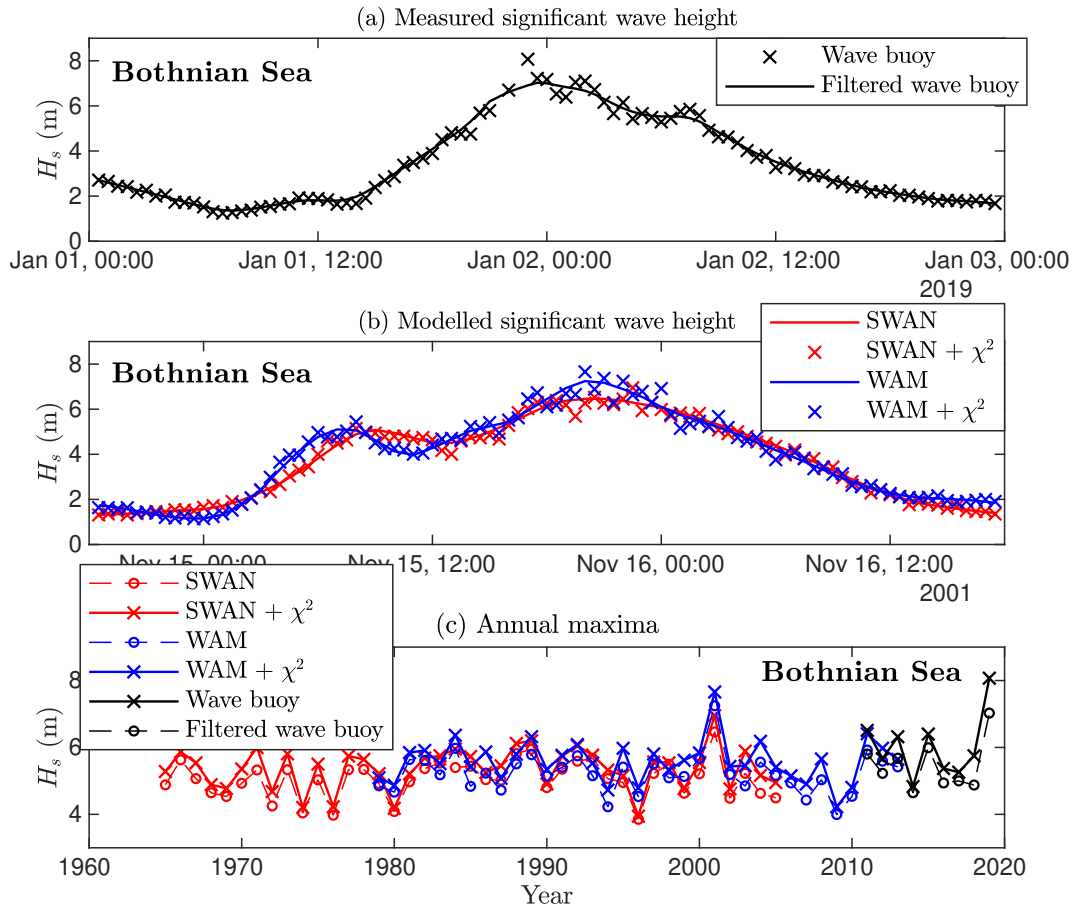 (a) Measured significant wave height
Bothnian Sea
Wave buoy
Filtered wave buoy
H_s (m)
8
6
4
2
0
Jan 01, 00:00 Jan 01, 12:00 Jan 02, 00:00 Jan 02, 12:00 Jan 03, 00:00
2019
(b) Modelled significant wave height
Bothnian Sea
SWAN
SWAN + χ²
WAM
WAM + χ²
H_s (m)
8
6
4
2
0
Nov 15, 00:00 Nov 15, 12:00 Nov 16, 00:00 Nov 16, 12:00
2001
SWAN
SWAN + χ²
WAM
WAM + χ²
Wave buoy
Filtered wave buoy
(c) Annual maxima
Bothnian Sea
H_s (m)
8
6
4
1960 1970 1980 1990 2000 2010 2020
Year